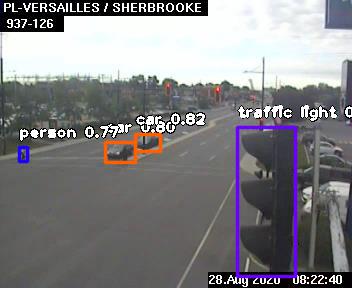 PL-VERSAILLES / SHERBROOKE
937-126
car 0.82
person 0.77
car 0.80
traffic light 0
28.Aug 2020 08:22:40